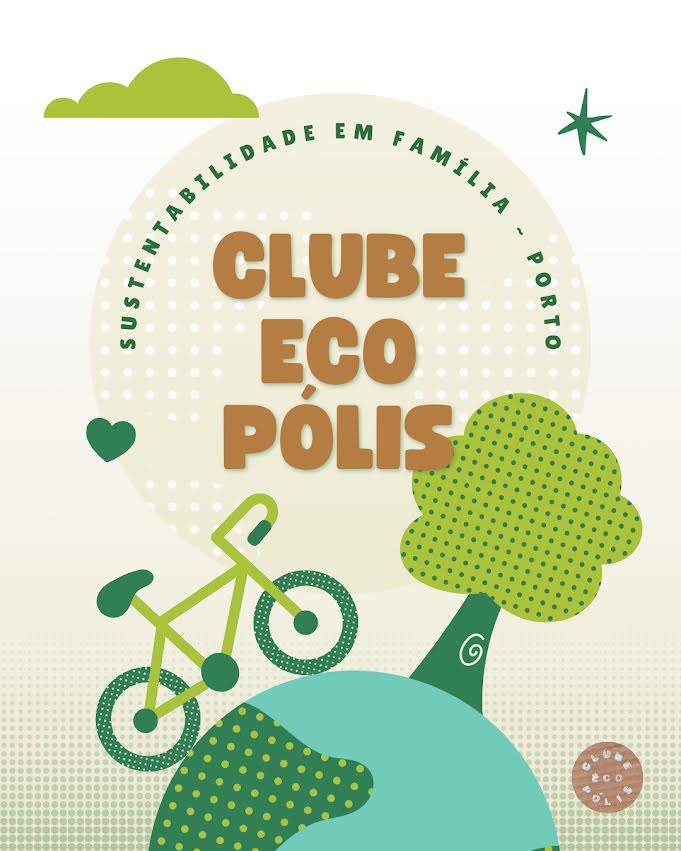 SUSTENTABILIDADE EM FAMÍLIA ~ PORTO
CLUBE
ECO
PÓLIS
CLUBE
ECO
PÓLIS